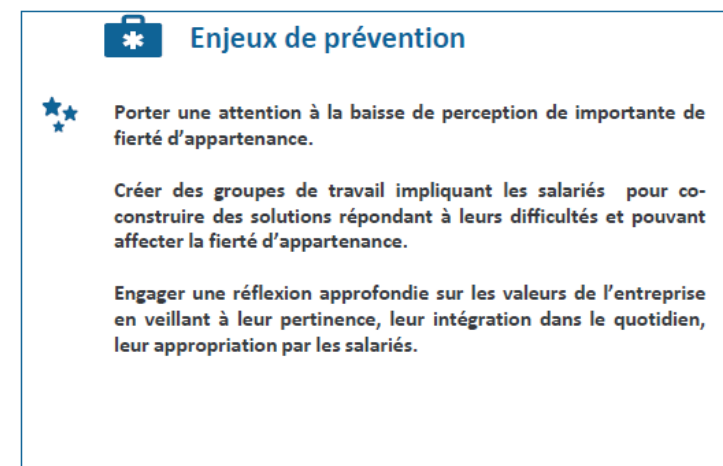 Enjeux de prévention
Porter une attention à la baisse de perception de importante de
fierté d'appartenance.
Créer des groupes de travail impliquant les salariés pour co-
construire des solutions répondant à leurs difficultés et pouvant
affecter la fierté d'appartenance.
Engager une réflexion approfondie sur les valeurs de l'entreprise
en veillant à leur pertinence, leur intégration dans le quotidien,
leur appropriation par les salariés.